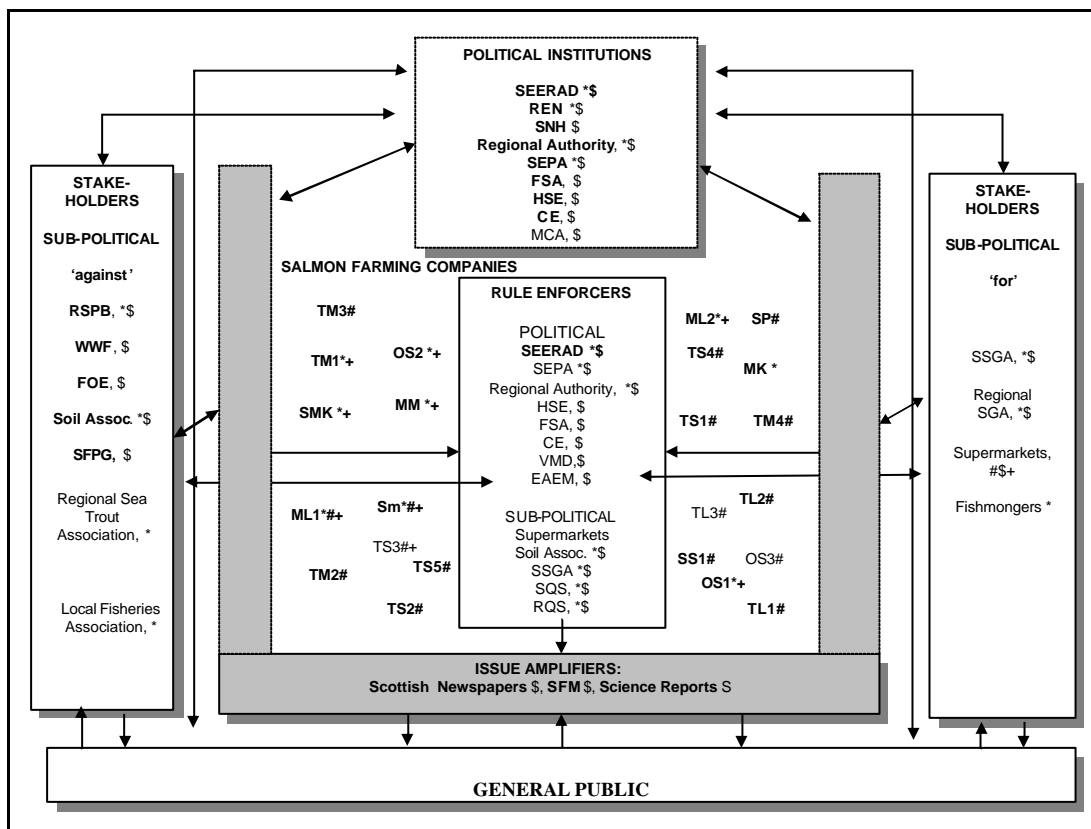 POLITICAL INSTITUTIONS
SEERAD *$
REN *$
SNH $
Regional Authority, *$
SEPA *$
FSA, $
HSE, $
CE, $
MCA, $
STAKE-
HOLDERS
SUB-POLITICAL
‘against’
RSPB, *$
WWF, $
FOE, $
Soil Assoc. *$
SFPG, $
Regional Sea
Trout
Association, *
Local Fisheries
Association, *
SALMON FARMING COMPANIES
TM3#
TM1*+
OS2 *+
SMK *+
MM *+
ML1*#+
Sm*#+
TS3#+
TM2#
TS5#
TS2#
RULE ENFORCERS
POLITICAL
SEERAD *$
SEPA *$
Regional Authority, *$
HSE, $
FSA, $
CE, $
VMD,$
EAEM, $
SUB-POLITICAL
Supermarkets
Soil Assoc. *$
SSGA *$
SQS, *$
RQS, *$
ML2*+
SP#
TS4#
MK *
TS1#
TM4#
TL2#
TL3#
SS1#
OS3#
OS1*+
TL1#
STAKE-
HOLDERS
SUB-POLITICAL
‘for’
SSGA, *$
Regional
SGA, *$
Supermarkets,
#$+
Fishmongers *
ISSUE AMPLIFIERS:
Scottish Newspapers $, SFM $, Science Reports S
GENERAL PUBLIC